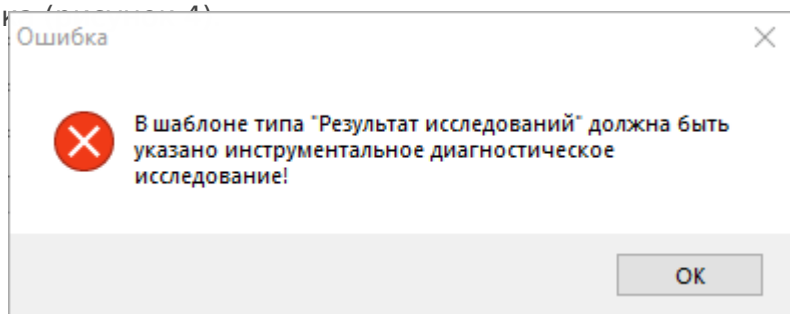 Ошибка
В шаблоне типа "Результат исследований" должна быть
указано инструментальное диагностическое
исследование!
OK